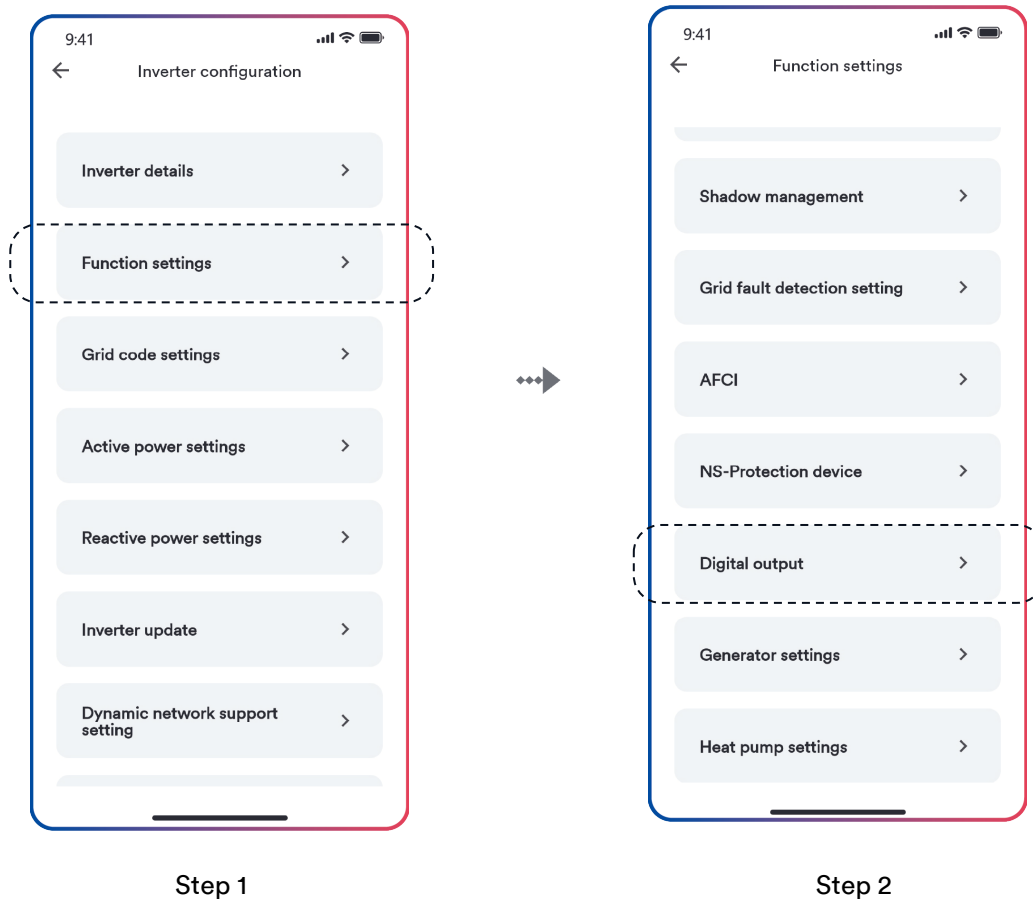 9:41
Inverter configuration
Inverter details
Function settings
Grid code settings
Active power settings
Reactive power settings
Inverter update
Dynamic network support
setting
Step 1
9:41
Function settings
Shadow management
Grid fault detection setting
AFCI
NS-Protection device
Digital output
Generator settings
Heat pump settings
Step 2